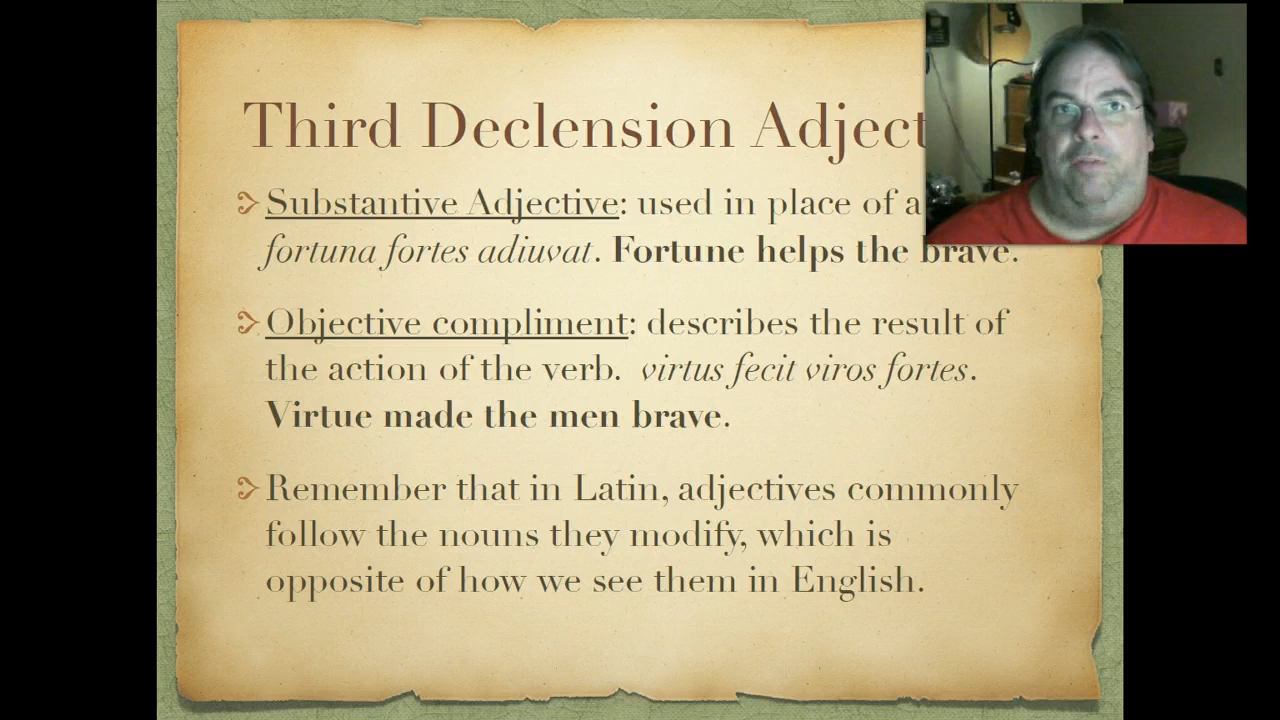 Third Declension Adject
Substantive Adjective: used in place of a
fortuna fortes adiuvat. Fortune helps the brave.
Objective compliment: describes the result of
the action of the verb. virtus fecit viros fortes.
Virtue made the men brave.
Remember that in Latin, adjectives commonly
follow the nouns they modify, which is
opposite of how we see them in English.